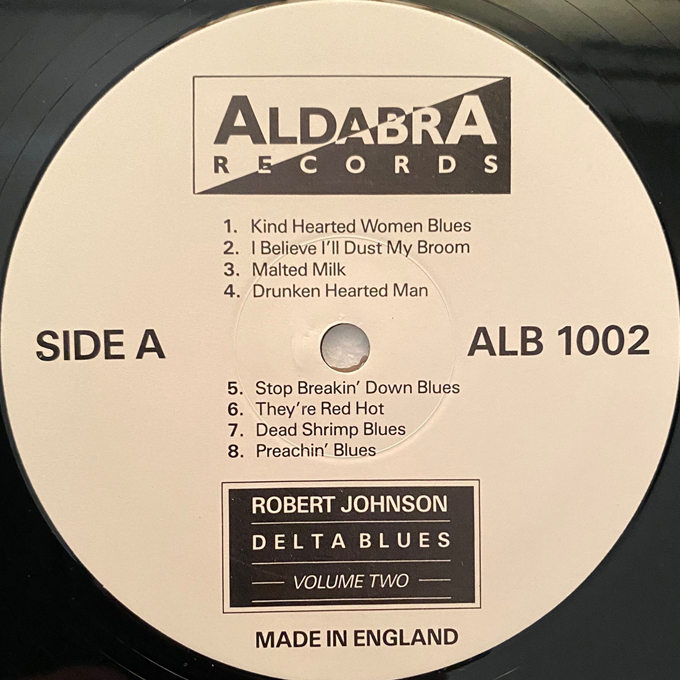 ALDABRA
RECORDS
1. Kind Hearted Women Blues
2. I Believe I'll Dust My Broom
3. Malted Milk
4. Drunken Hearted Man
SIDE A
ALB 1002
5. Stop Breakin' Down Blues
6. They're Red Hot
7. Dead Shrimp Blues
8. Preachin' Blues
ROBERT JOHNSON
DELTA BLUES
VOLUME TWO
MADE IN ENGLAND